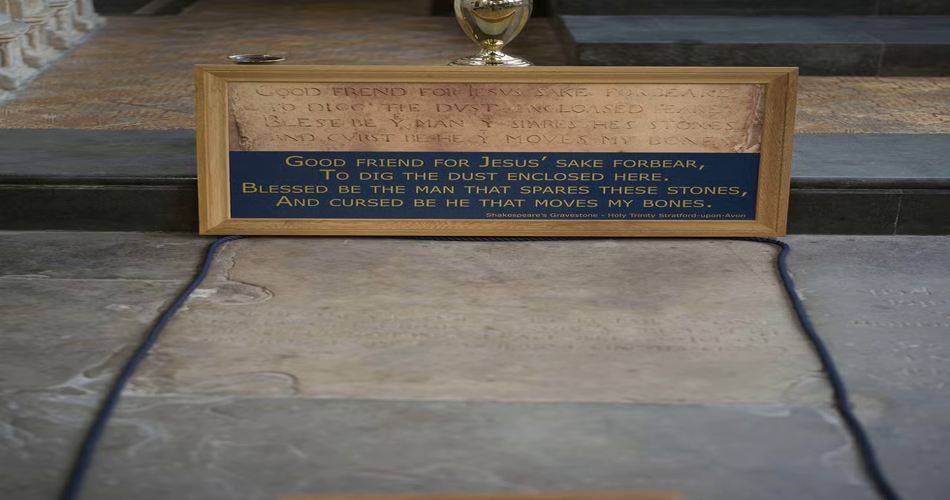 GOOD FREND FOR IESVS SAKE FORBEARE
TO DIGG THE DVST ENCLOASED HEARE
BLESE BE Y MAN Y SPARES HES STONES
AND CVRST BE HE Y MOVES MY BONES
GOOD FRIEND FOR JESUS' SAKE FORBEAR,
TO DIG THE DUST ENCLOSED HERE.
BLESSED BE THE MAN THAT SPARES THESE STONES,
AND CURSED BE HE THAT MOVES MY BONES.
Shakespeare's Gravestone - Holy Trinity Stratford-upon-Avon